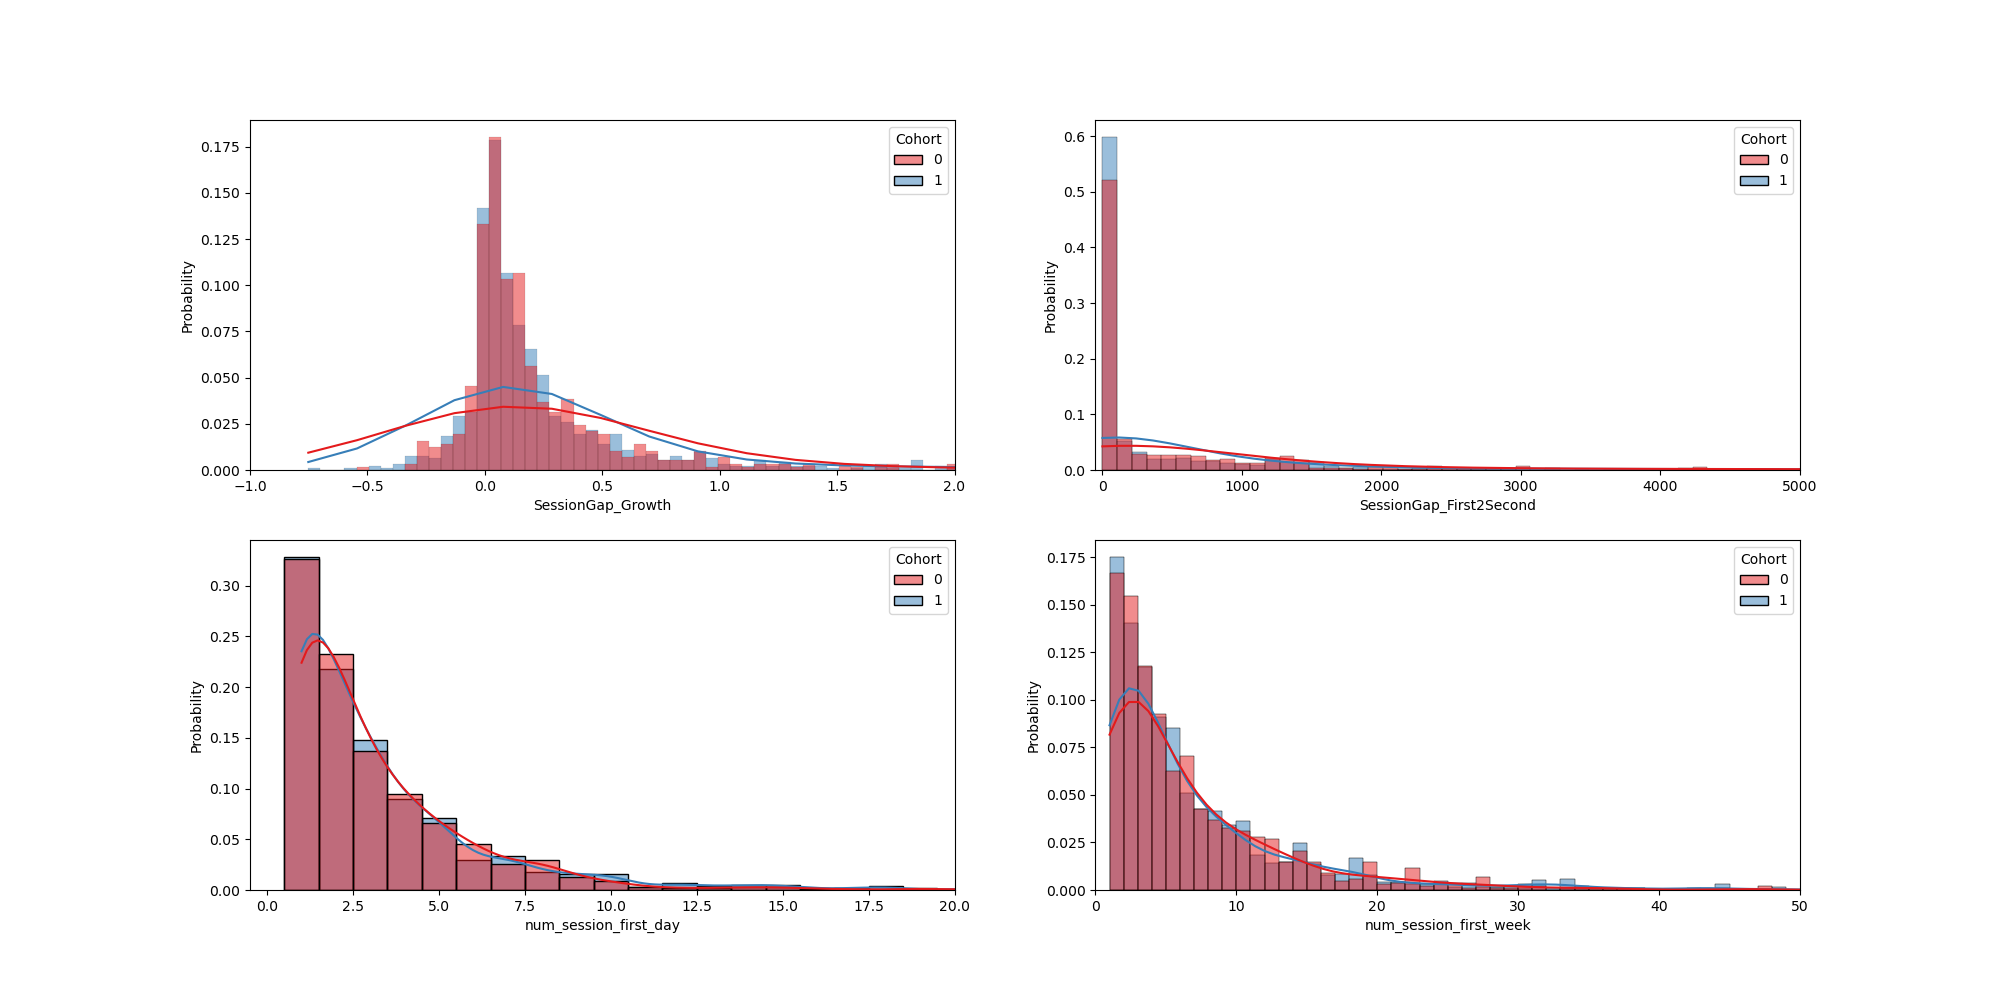 Cohort
0
1
0.175
0.150
0.125
0.100
0.075
0.050
0.025
0.000
Probability
−1.0 −0.5 0.0 0.5 1.0 1.5 2.0
SessionGap_Growth
Cohort
0
1
0.6
0.5
0.4
0.3
0.2
0.1
0.0
Probability
0 1000 2000 3000 4000 5000
SessionGap_First2Second
Cohort
0
1
0.30
0.25
0.20
0.15
0.10
0.05
0.00
Probability
0.0 2.5 5.0 7.5 10.0 12.5 15.0 17.5 20.0
num_session_first_day
Cohort
0
1
0.175
0.150
0.125
0.100
0.075
0.050
0.025
0.000
Probability
0 10 20 30 40 50
num_session_first_week